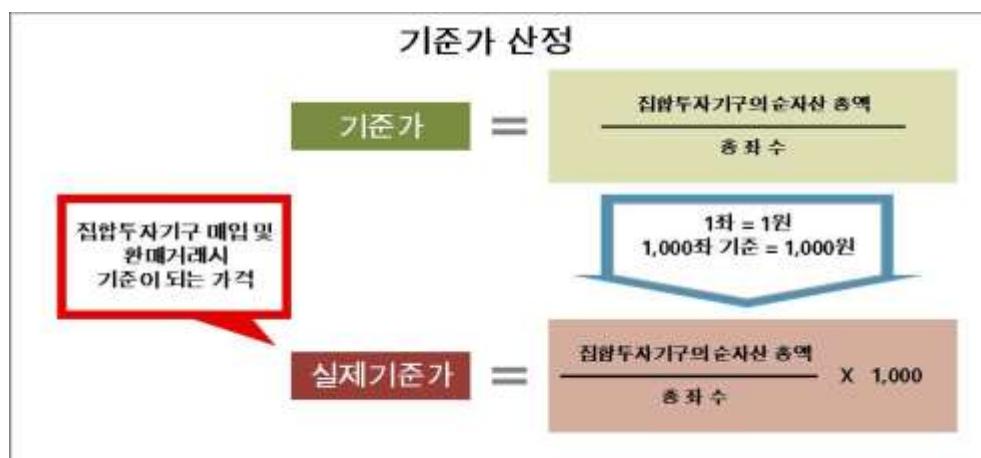 기준가 산정
기준가
=
집합투자기구의 순자산 총액
총 좌 수
집합투자기구 매입 및
환매거래시
기준이 되는 가격
1좌 = 1원
1,000좌 기준 = 1,000원
실제기준가
=
집합투자기구의 순자산 총액
총 좌 수
X 1,000